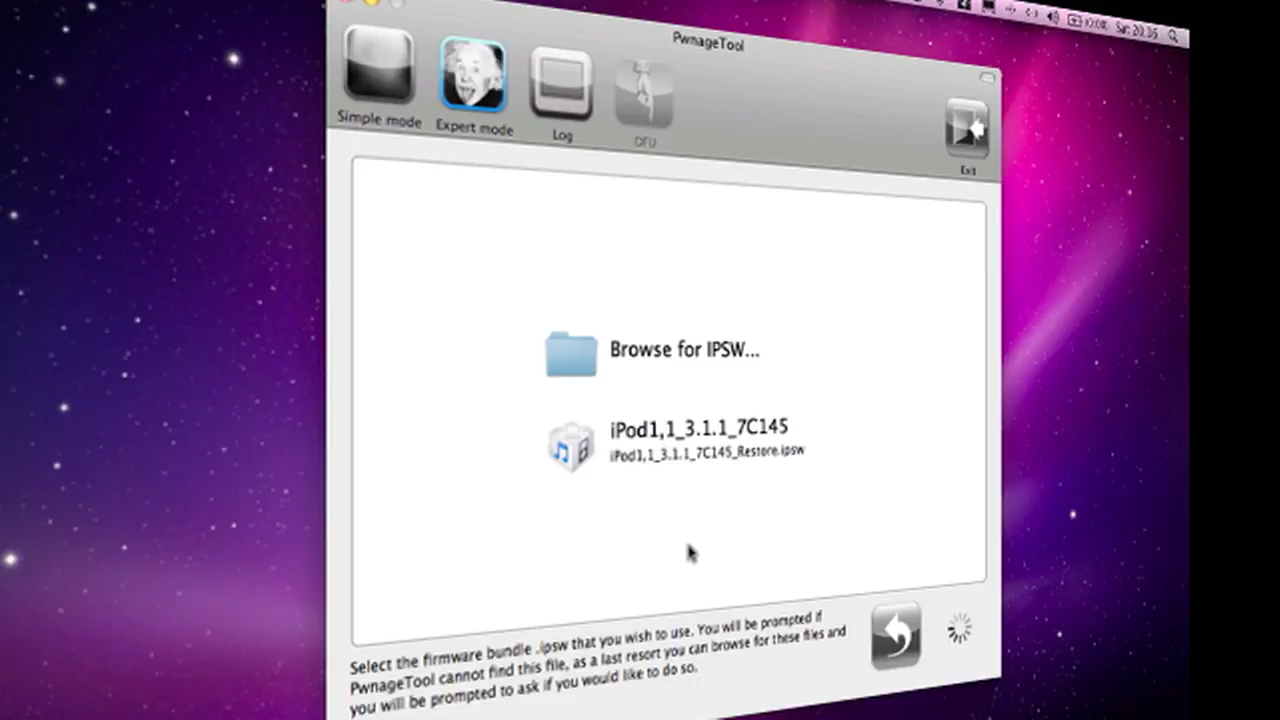 Sat 20:16
PwnageTool
Simple mode
Expert mode
Log
DFU
Exit
Browse for IPSW...
iPod1,1_3.1.1_7C145
iPod1,1_3.1.1_7C145_Restore.ipsw
Select the firmware bundle .ipsw that you wish to use. You will be prompted if
PwnageTool cannot find this file, as a last resort you can browse for these files and
you will be prompted to ask if you would like to do so.